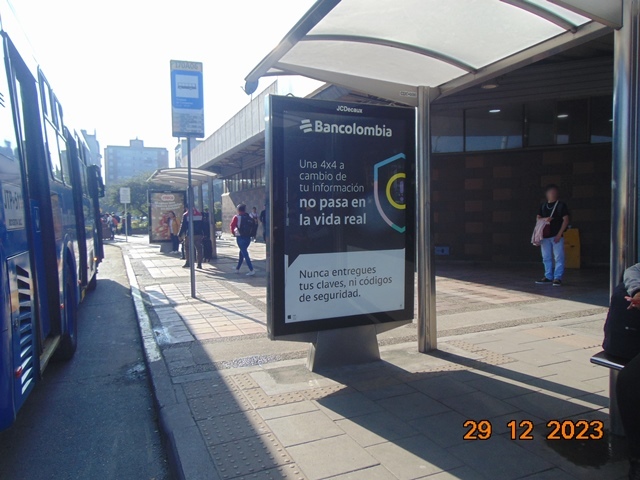 JCDecaux
Bancolombia
Una 4x4 a
cambio de
tu información
no pasa en
la vida real
Nunca entregues
tus claves, ni códigos
de seguridad.
29 12 2023